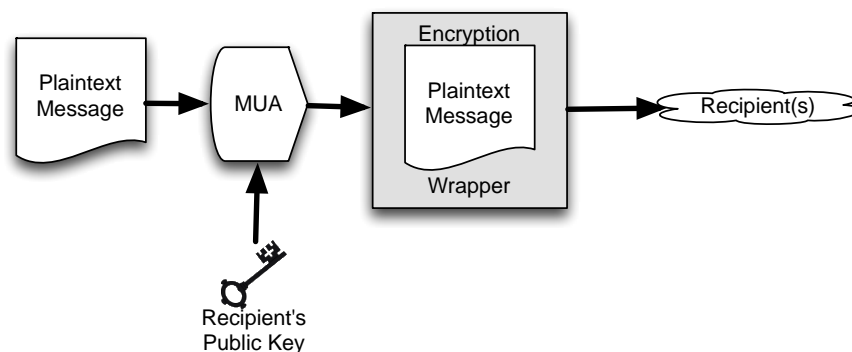 Plaintext
Message
MUA
Encryption
Plaintext
Message
Wrapper
Recipient(s)
Recipient's
Public Key